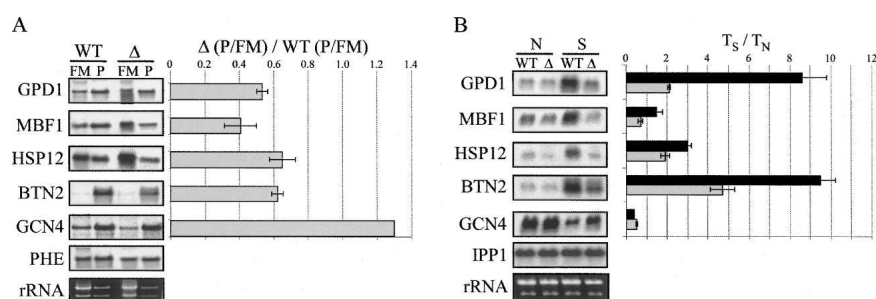 A
B
WT Δ
FM P FM P
Δ (P/FM) / WT (P/FM)
0 0.2 0.4 0.6 0.8 1.0 1.2 1.4
GPD1
MBF1
HSP12
BTN2
GCN4
PHE
rRNA
N S
WT Δ WT Δ
T_S / T_N
0 2 4 6 8 10 12
GPD1
MBF1
HSP12
BTN2
GCN4
IPP1
rRNA